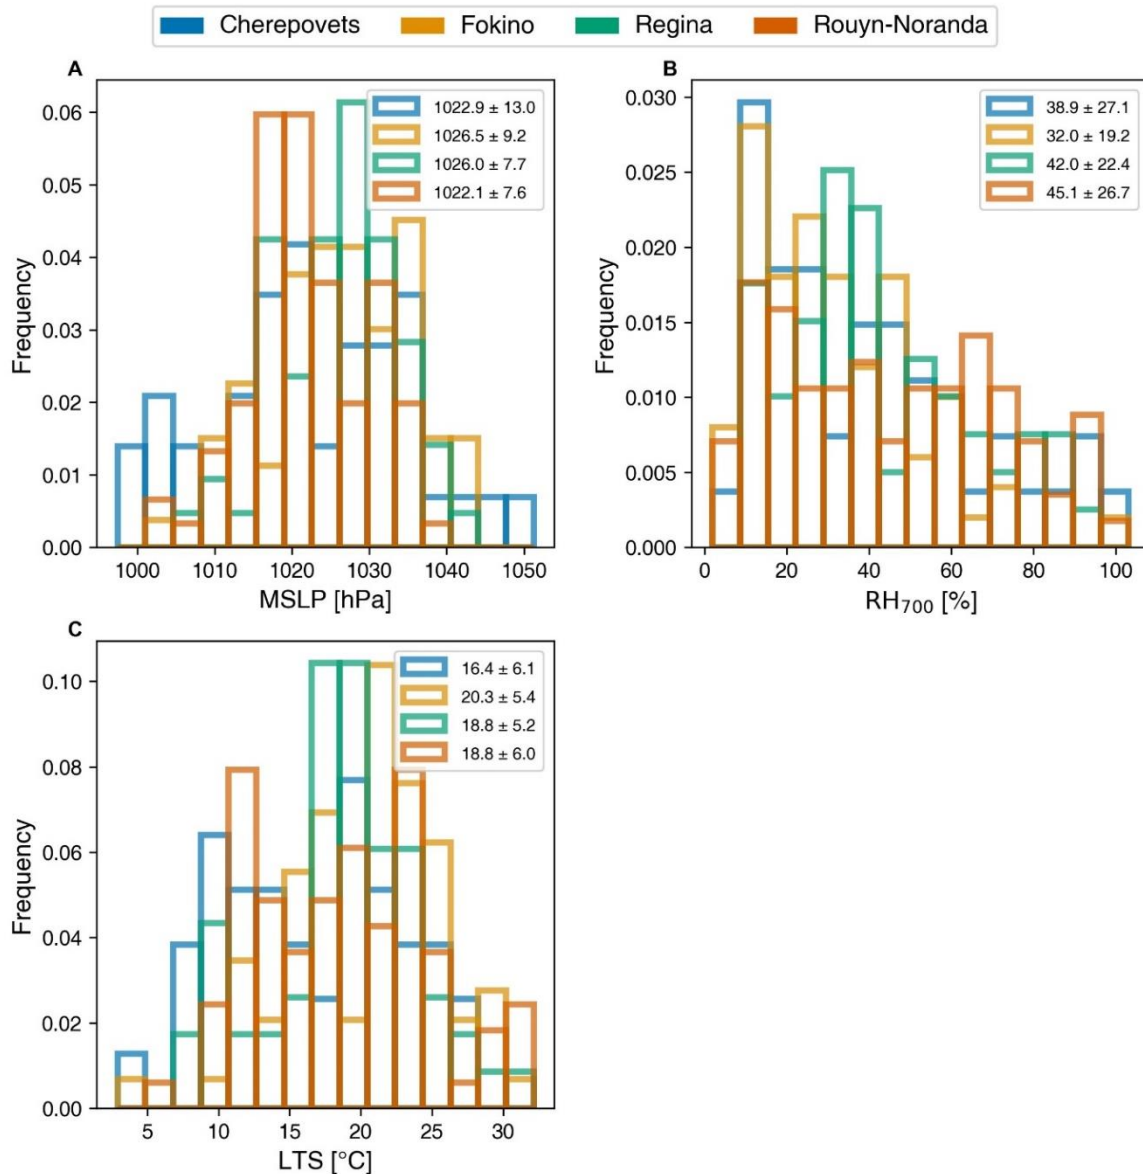 Cherepovets Fokino Regina Rouyn-Noranda
A
0.06
0.05
0.04
0.03
0.02
0.01
0.00
Frequency
1022.9 ± 13.0
1026.5 ± 9.2
1026.0 ± 7.7
1022.1 ± 7.6
1000 1010 1020 1030 1040 1050
MSLP [hPa]
B
0.030
0.025
0.020
0.015
0.010
0.005
0.000
Frequency
38.9 ± 27.1
32.0 ± 19.2
42.0 ± 22.4
45.1 ± 26.7
0 20 40 60 80 100
RH₇₀₀ [%]
C
0.10
0.08
0.06
0.04
0.02
0.00
Frequency
16.4 ± 6.1
20.3 ± 5.4
18.8 ± 5.2
18.8 ± 6.0
5 10 15 20 25 30
LTS [°C]